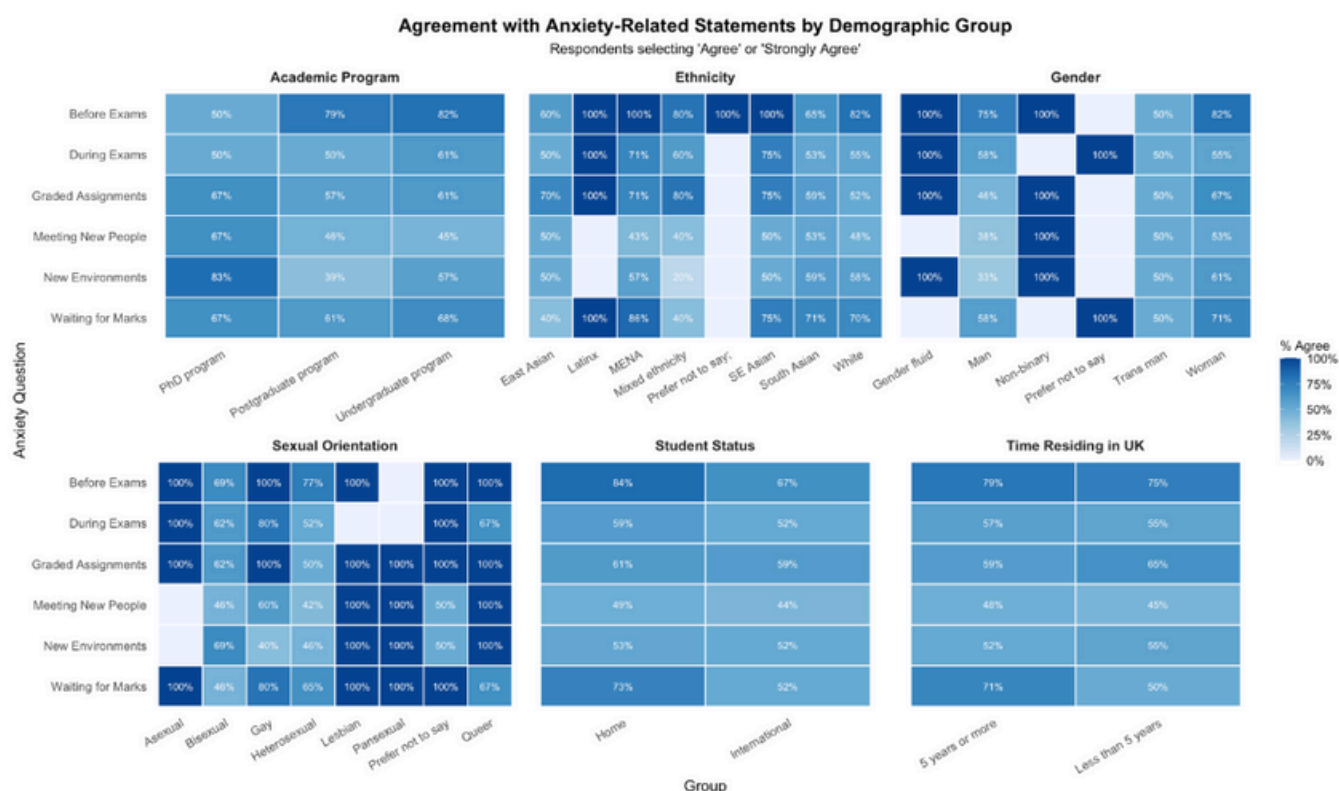 Agreement with Anxiety-Related Statements by Demographic Group
Respondents selecting 'Agree' or 'Strongly Agree'
Academic Program
Ethnicity
Gender
Before Exams 50% 79% 82% 60% 100% 100% 80% 100% 100% 65% 82% 100% 75% 100% 50% 82%
During Exams 50% 50% 61% 50% 100% 71% 60% 75% 53% 55% 100% 58% 100% 50% 55%
Graded Assignments 67% 57% 61% 70% 100% 71% 80% 75% 59% 52% 100% 46% 100% 50% 67%
Meeting New People 67% 46% 45% 50% 43% 40% 50% 53% 48% 38% 100% 50% 53%
New Environments 83% 39% 57% 50% 57% 20% 50% 59% 58% 100% 33% 100% 50% 61%
Waiting for Marks 67% 61% 68% 40% 100% 86% 40% 75% 71% 70% 58% 100% 50% 71%
PhD program
Postgraduate program
Undergraduate program
East Asian
Latinx
MENA
Mixed ethnicity
Prefer not to say;
SE Asian
South Asian
White
Gender fluid
Man
Non-binary
Prefer not to say
Trans man
Woman
% Agree
100%
75%
50%
25%
0%
Anxiety Question
Sexual Orientation
Student Status
Time Residing in UK
Before Exams 100% 69% 100% 77% 100% 100% 100% 84% 67% 79% 75%
During Exams 100% 62% 80% 52% 100% 67% 59% 52% 57% 55%
Graded Assignments 100% 62% 100% 50% 100% 100% 100% 100% 61% 59% 59% 65%
Meeting New People 46% 60% 42% 100% 100% 50% 100% 49% 44% 48% 45%
New Environments 69% 40% 46% 100% 100% 50% 100% 53% 52% 52% 55%
Waiting for Marks 100% 46% 80% 65% 100% 100% 100% 67% 73% 52% 71% 50%
Asexual
Bisexual
Gay
Heterosexual
Lesbian
Pansexual
Prefer not to say
Queer
Home
International
5 years or more
Less than 5 years
Group